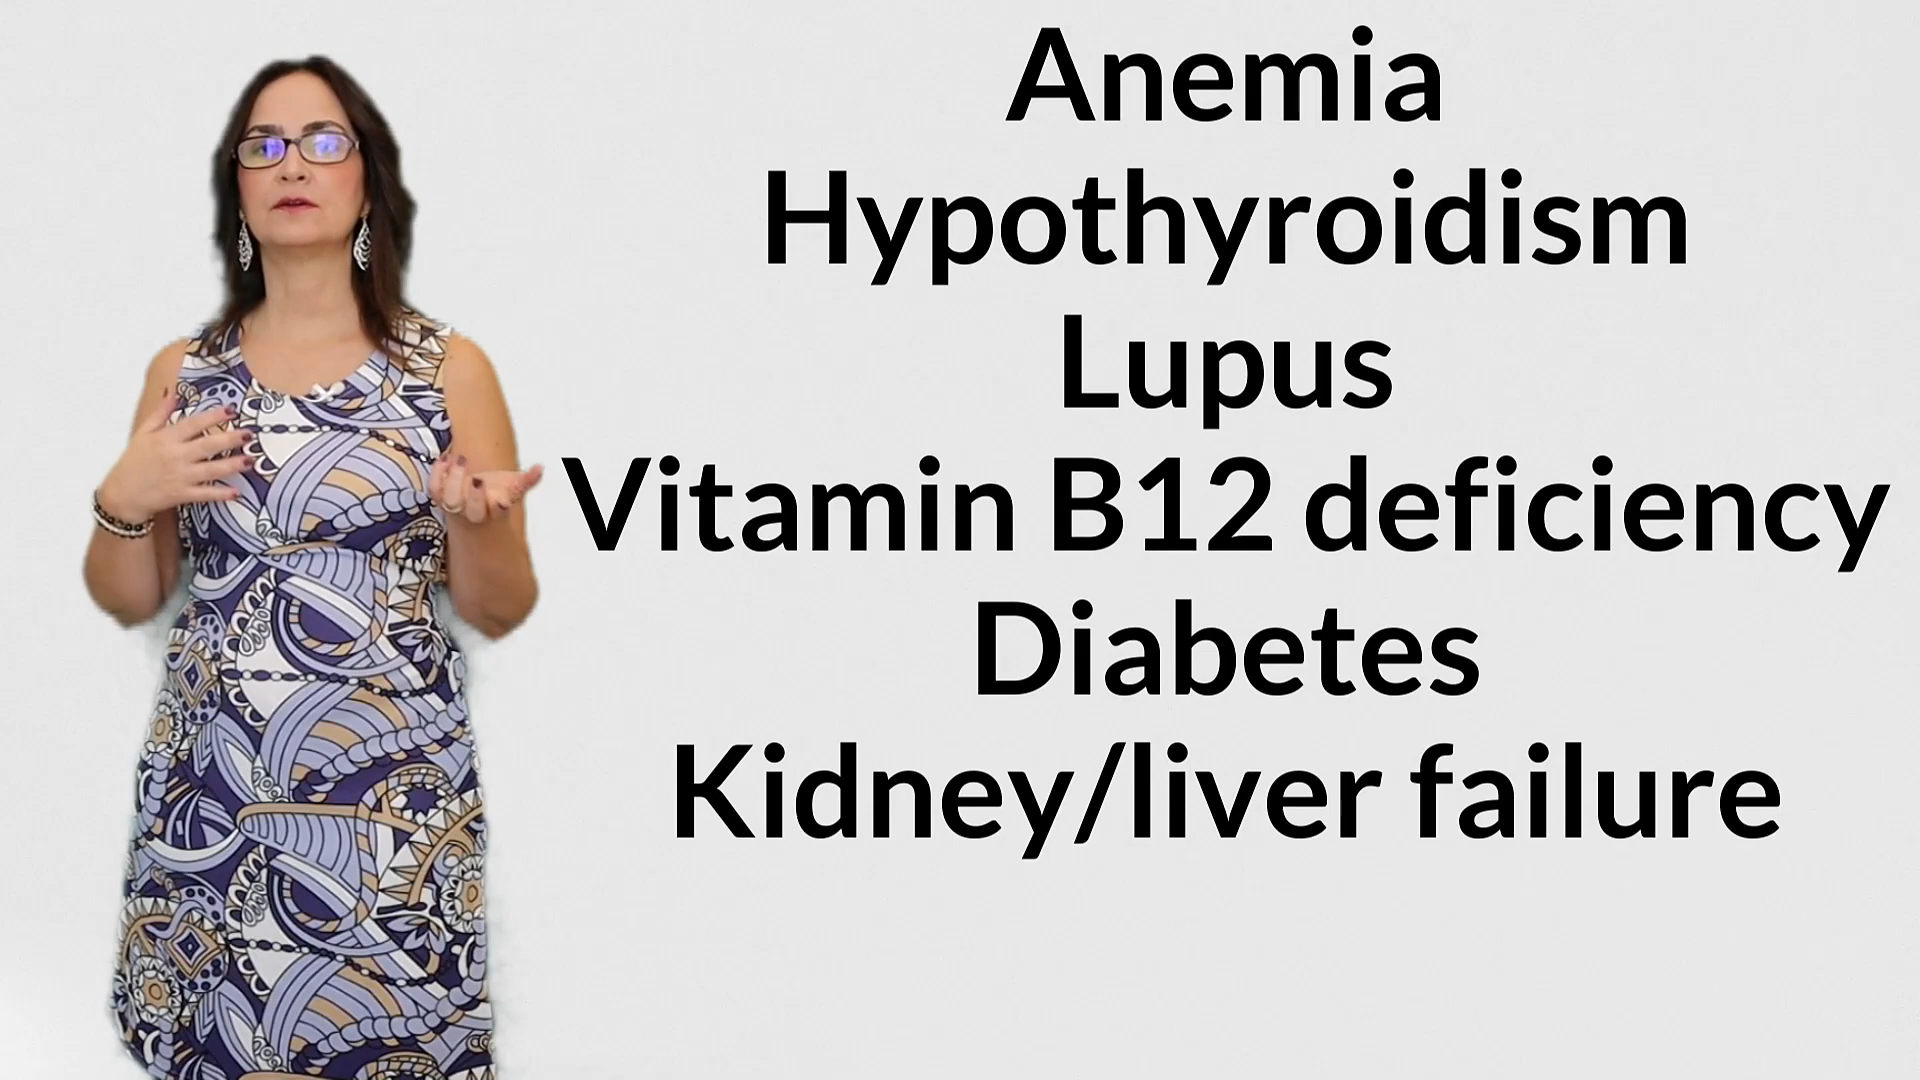 Anemia
Hypothyroidism
Lupus
Vitamin B12 deficiency
Diabetes
Kidney/liver failure